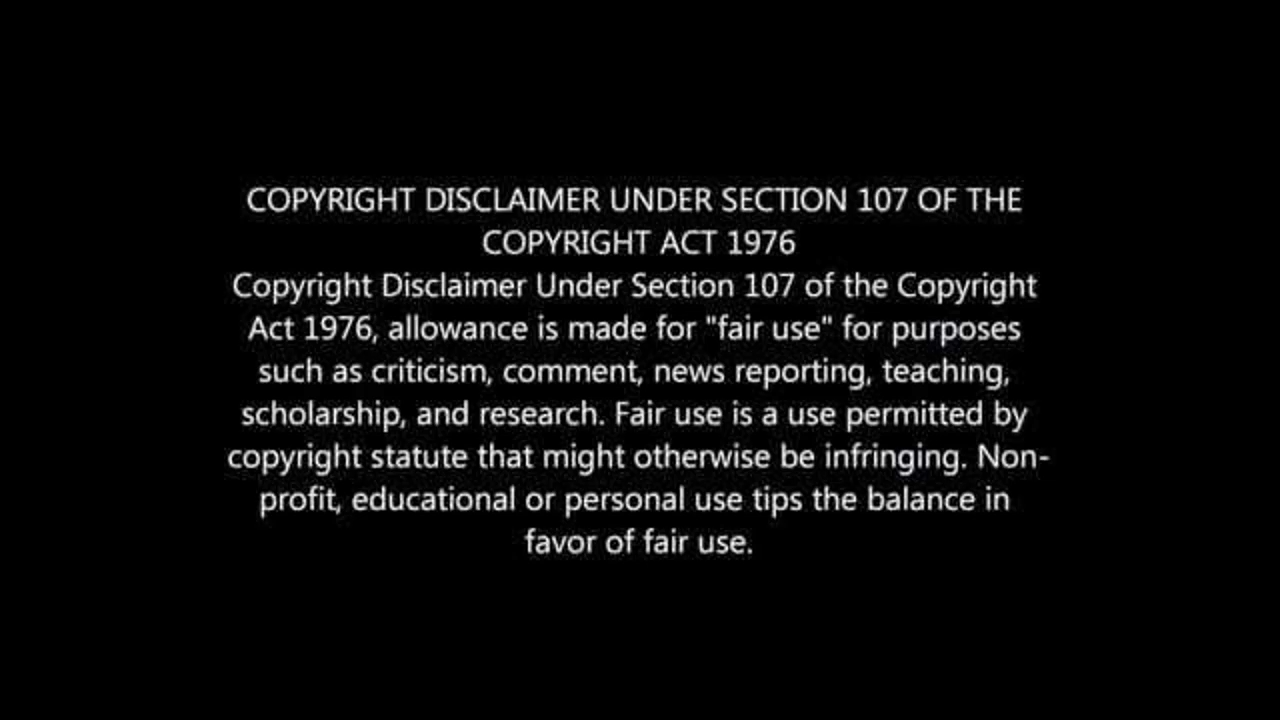 COPYRIGHT DISCLAIMER UNDER SECTION 107 OF THE
COPYRIGHT ACT 1976
Copyright Disclaimer Under Section 107 of the Copyright
Act 1976, allowance is made for "fair use" for purposes
such as criticism, comment, news reporting, teaching,
scholarship, and research. Fair use is a use permitted by
copyright statute that might otherwise be infringing. Non-
profit, educational or personal use tips the balance in
favor of fair use.